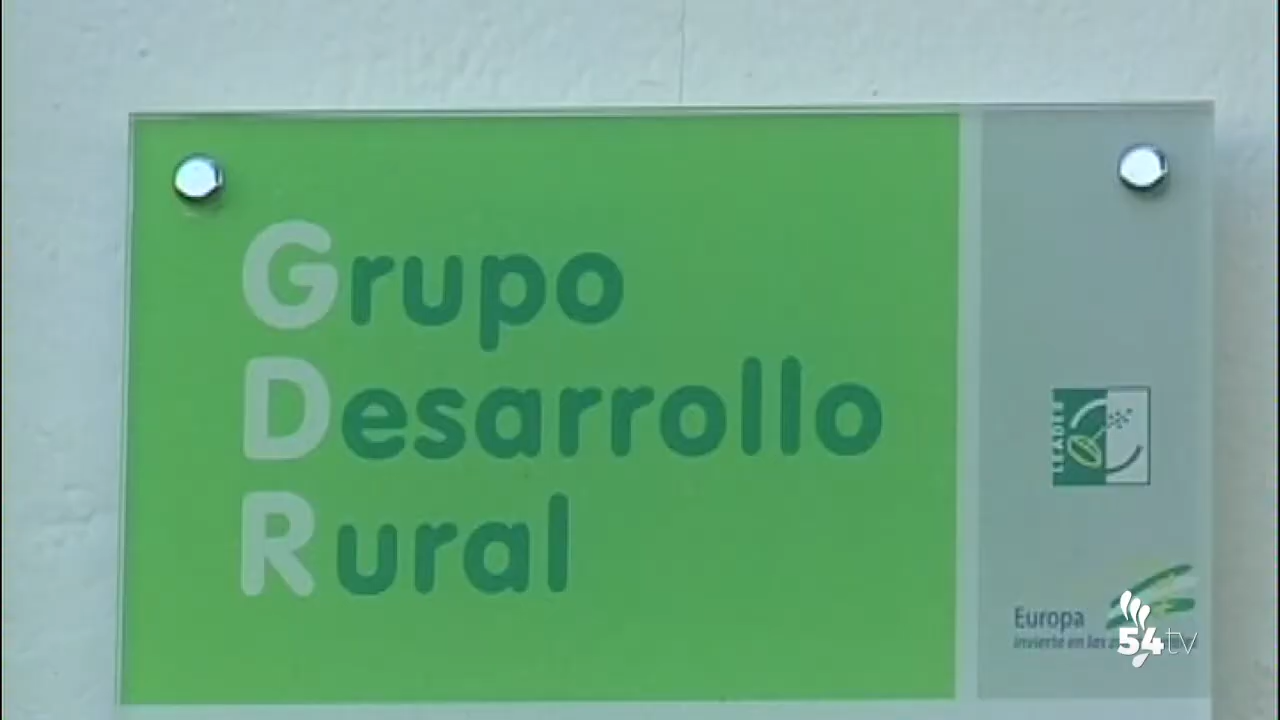 Grupo
Desarrollo
Rural
LEADER
Europa
invierte en las
54tv